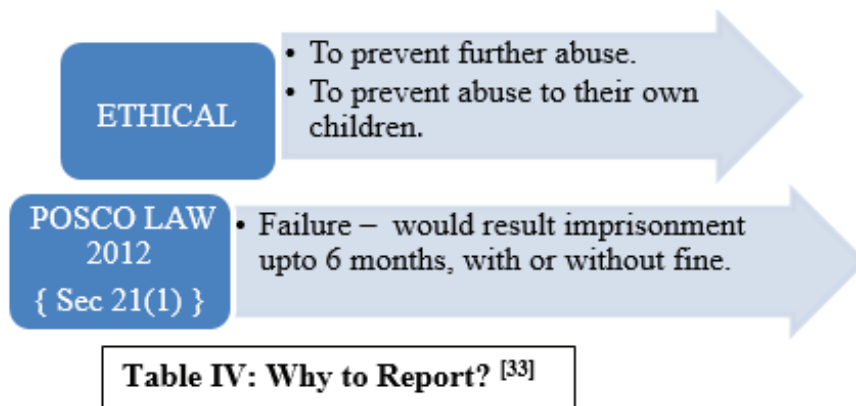 ETHICAL
• To prevent further abuse.
• To prevent abuse to their own
children.
POSCO LAW
2012
{ Sec 21(1) }
• Failure – would result imprisonment
upto 6 months, with or without fine.
Table IV: Why to Report? [33]